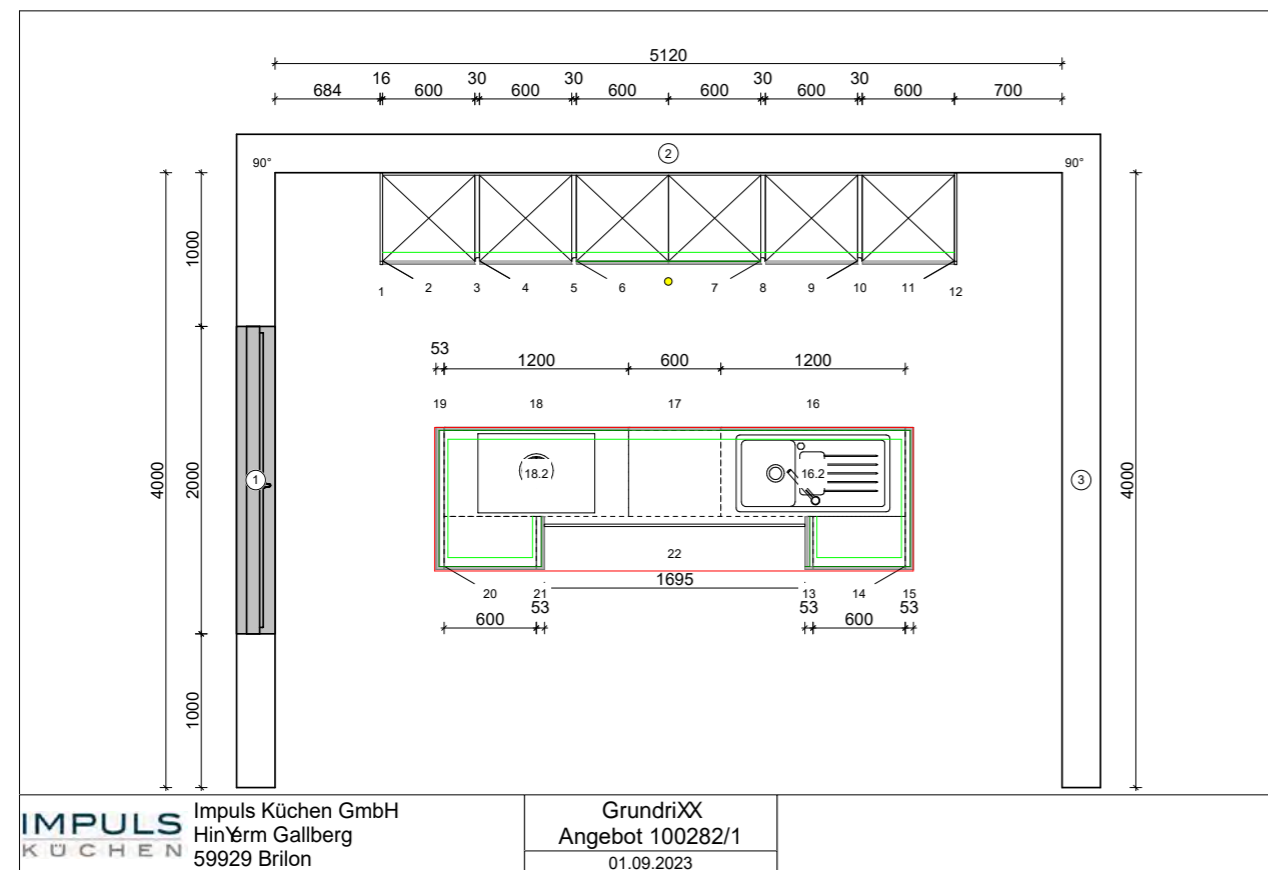 5120
16 30 30 30 30
684 600 600 600 600 600 600 700
2
90° 90°
1000
1 2 3 4 5 6 7 8 9 10 11 12
53
1200 600 1200
19 18 17 16
4000 2000 1 18.2 16.2 3 4000
22
1695
20 21 13 14 15
53 53 53
600 600
1000
IMPULS
KÜCHEN
Impuls Küchen GmbH
HinYerm Gallberg
59929 Brilon
GrundriXX
Angebot 100282/1
01.09.2023